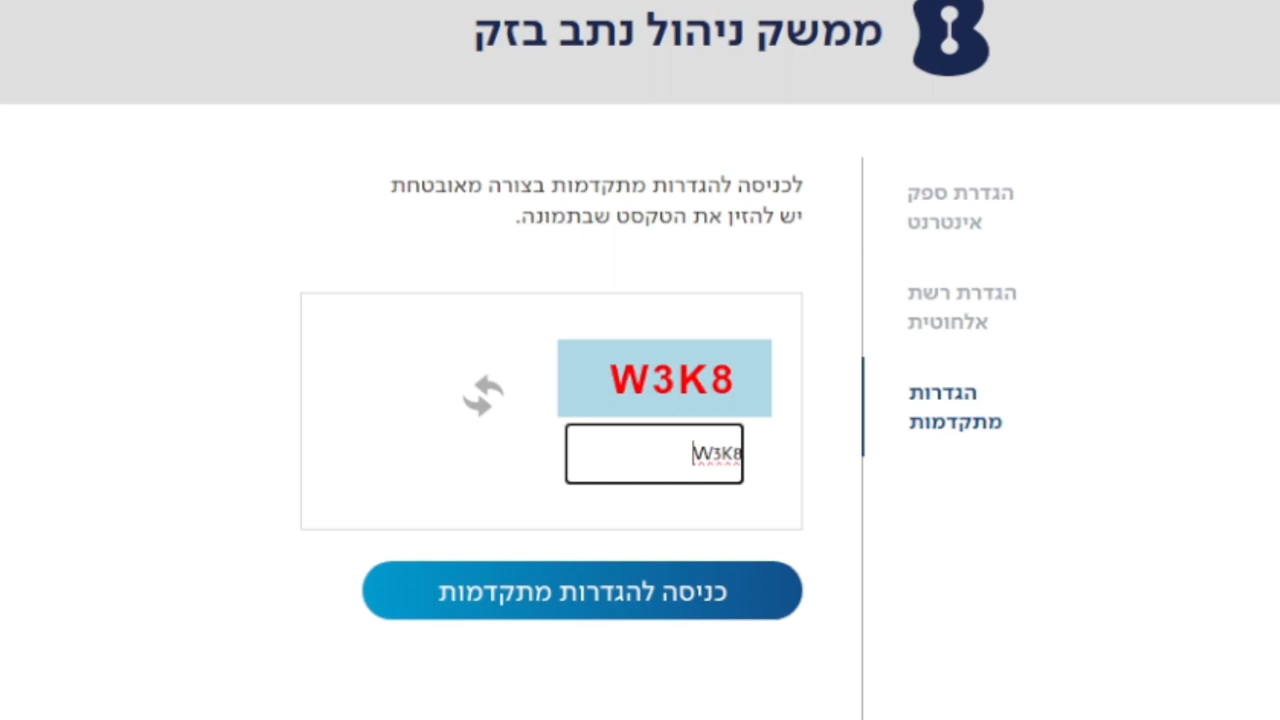 ממשק ניהול נתב בזק
הגדרת ספק
אינטרנט
הגדרת רשת
אלחוטית
הגדרות
מתקדמות
לכניסה להגדרות מתקדמות בצורה מאובטחת
יש להזין את הטקסט שבתמונה.
W3K8
W3K8
כניסה להגדרות מתקדמות